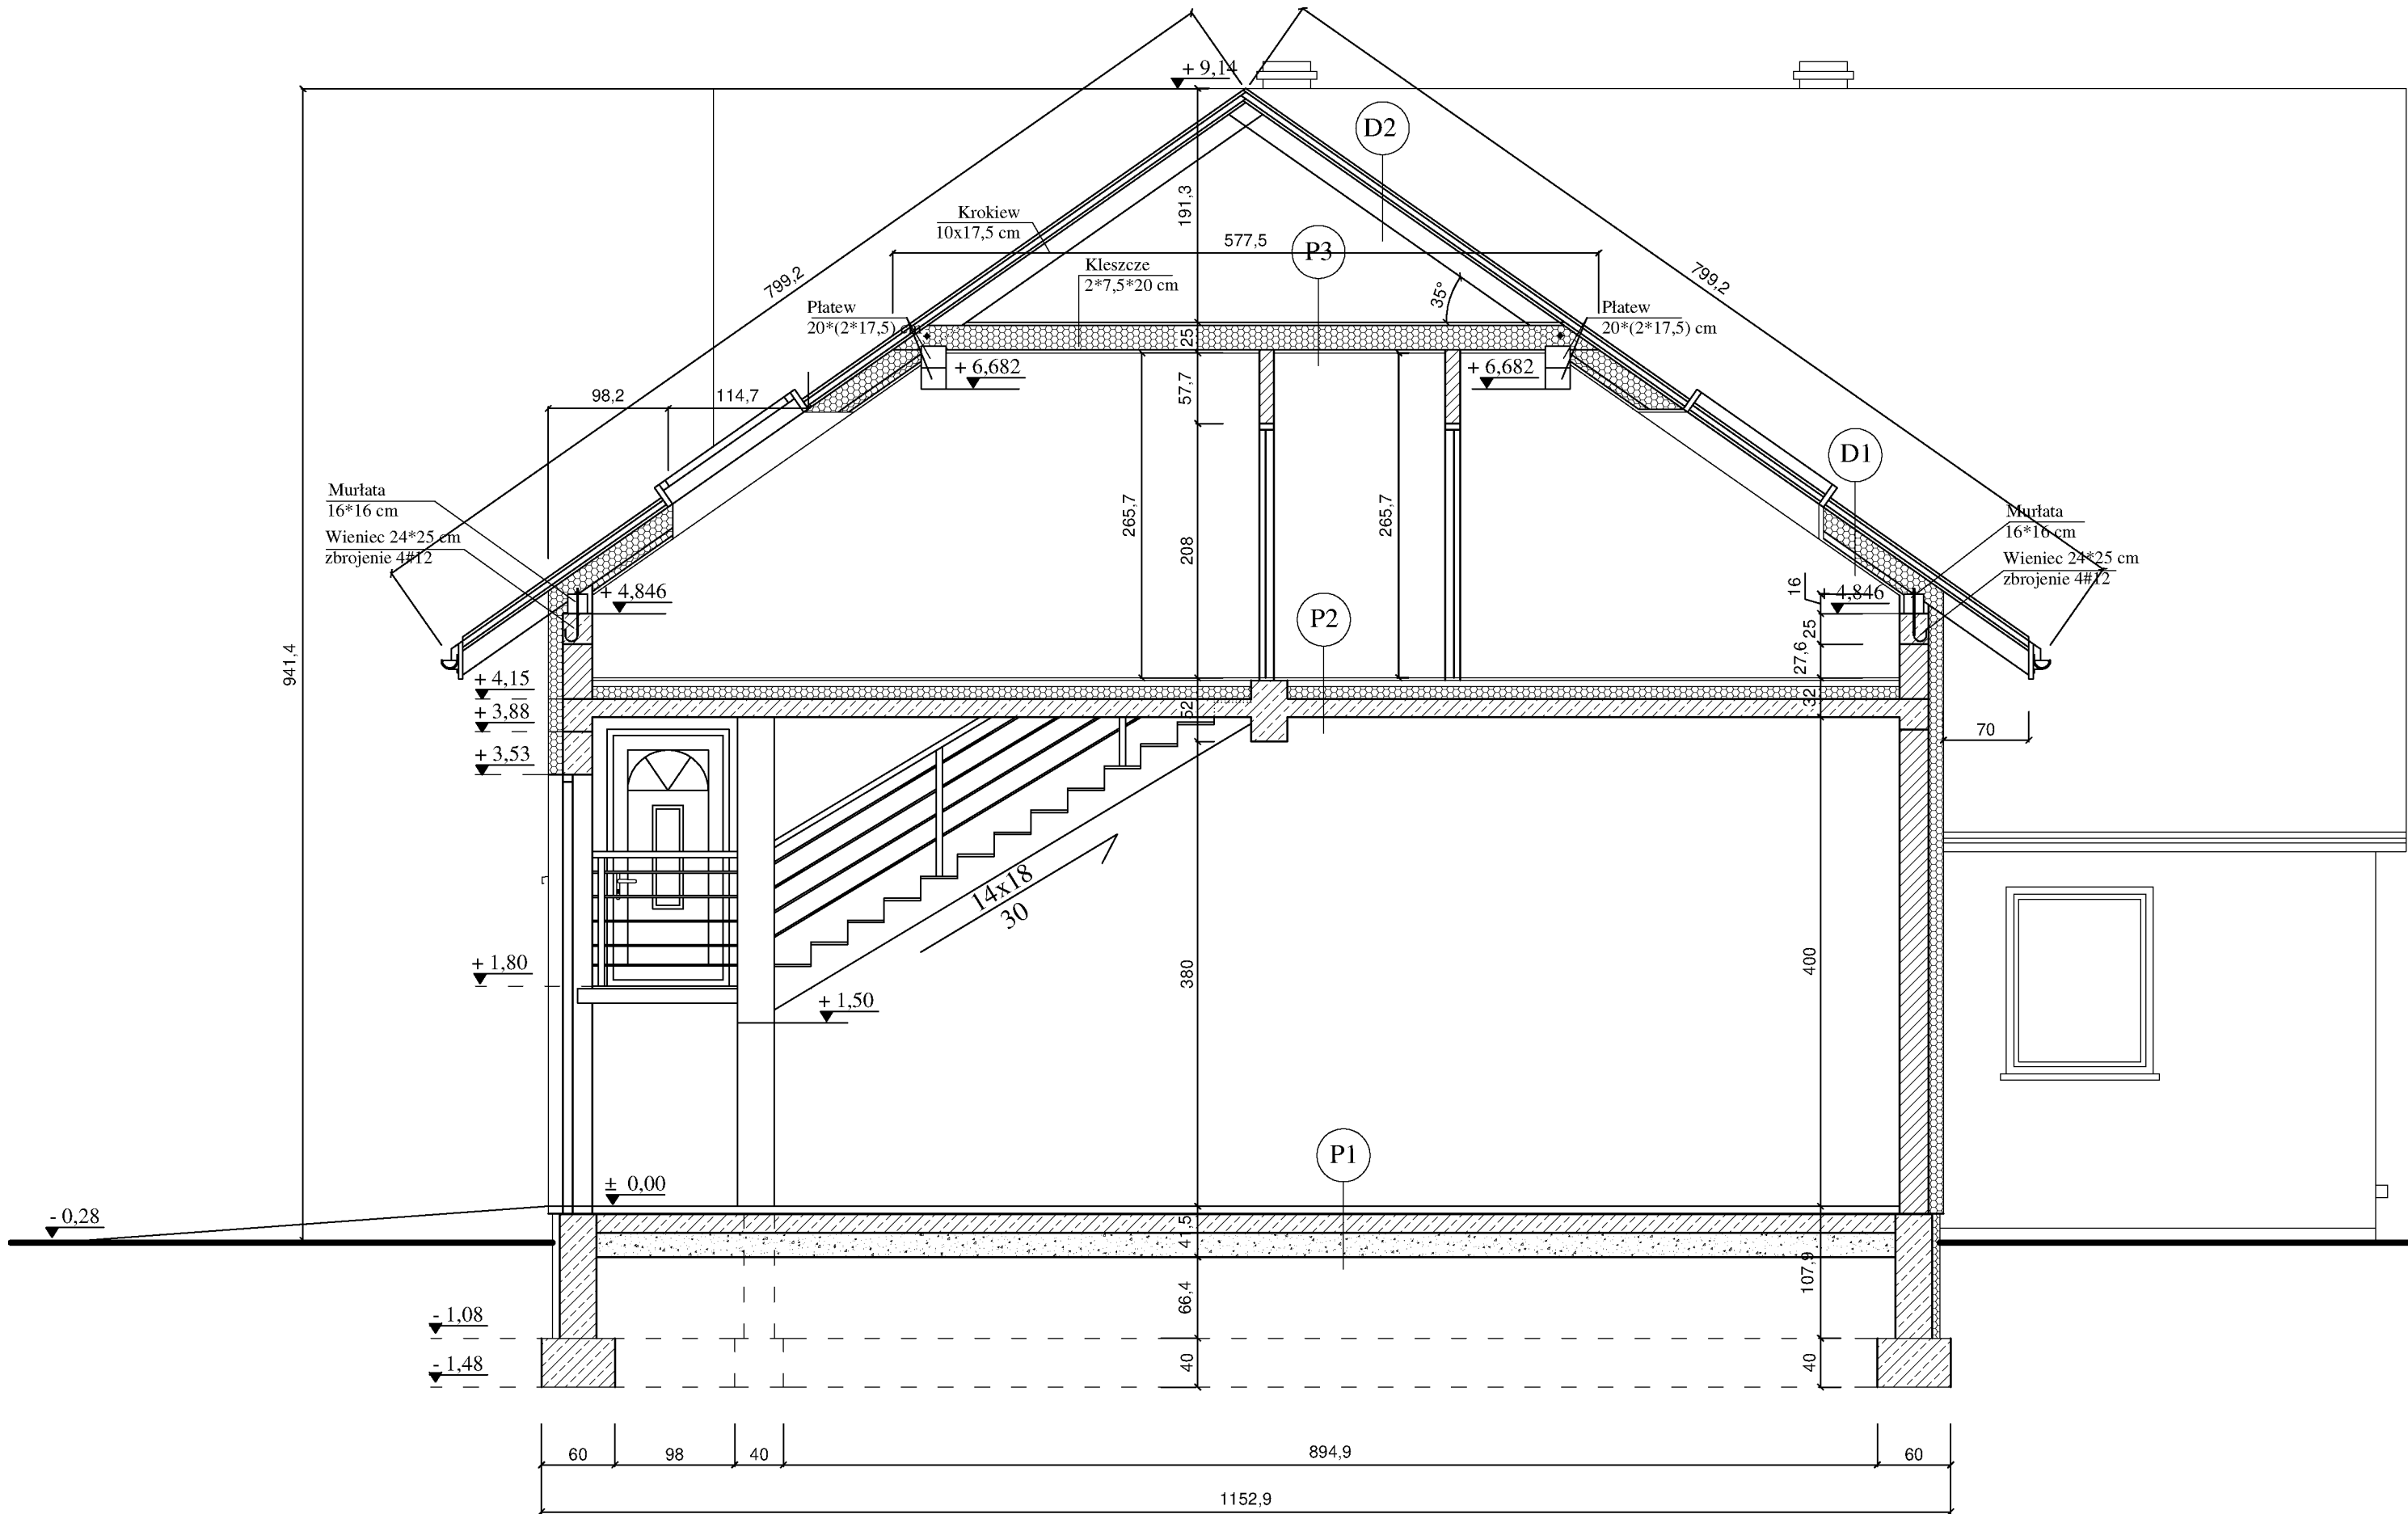 + 9,14
D2
191,3
Krokiew
10x17,5 cm
577,5
P3
799,2
799,2
Kleszcze
2*7,5*20 cm
35°
Płatew
20*(2*17,5) cm
Płatew
20*(2*17,5) cm
25
+ 6,682
+ 6,682
57,7
98,2
114,7
D1
Murłata
16*16 cm
Wieniec 24*25 cm
zbrojenie 4#12
Murłata
16*16 cm
Wieniec 24*25 cm
zbrojenie 4#12
265,7
208
265,7
+ 4,846
16
+ 4,846
P2
25
27,6
941,4
+ 4,15
+ 3,88
+ 3,53
52
32
70
14x18
30
+ 1,80
+ 1,50
380
400
P1
± 0,00
- 0,28
41,5
107,9
66,4
- 1,08
- 1,48
40
40
60
98
40
894,9
60
1152,9